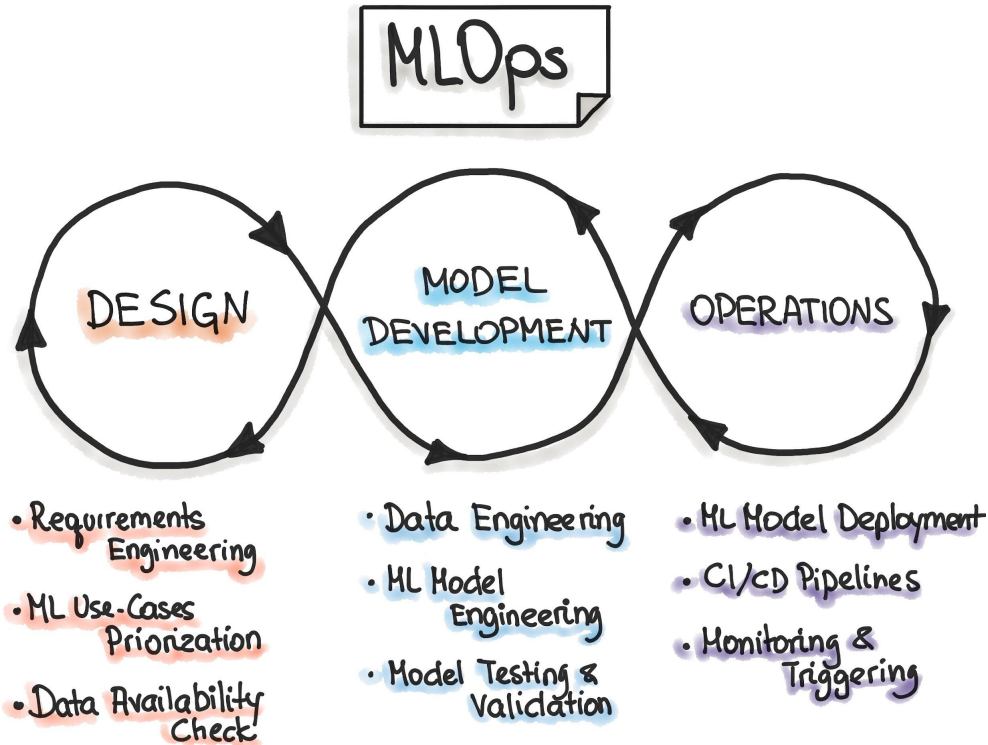 MLOps
DESIGN
MODEL
DEVELOPMENT
OPERATIONS
• Requirements
Engineering
• ML Use-Cases
Priorization
• Data Availability
Check
• Data Engineering
• ML Model
Engineering
• Model Testing &
Validation
• ML Model Deployment
• CI/CD Pipelines
• Monitoring &
Triggering